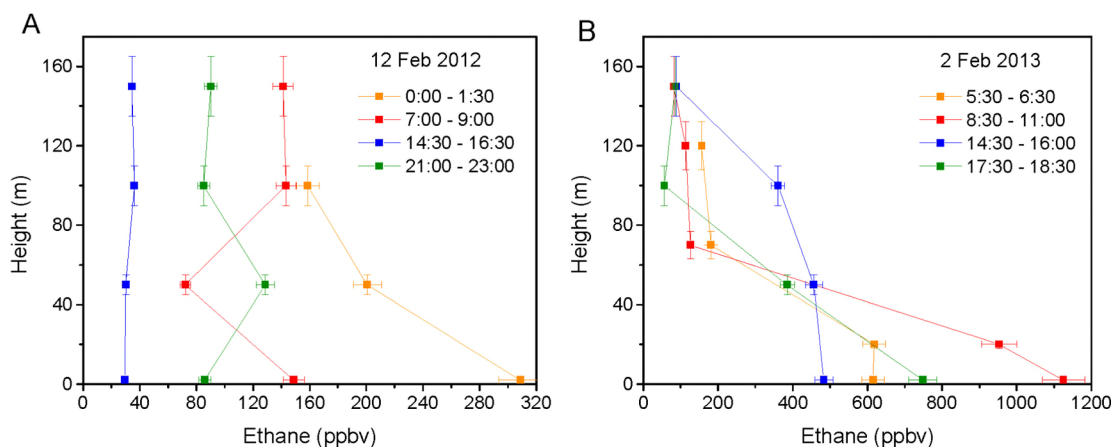 A
12 Feb 2012
0:00 - 1:30
7:00 - 9:00
14:30 - 16:30
21:00 - 23:00
Height (m)
160
120
80
40
0
0 40 80 120 160 200 240 280 320
Ethane (ppbv)
B
2 Feb 2013
5:30 - 6:30
8:30 - 11:00
14:30 - 16:00
17:30 - 18:30
Height (m)
160
120
80
40
0
0 200 400 600 800 1000 1200
Ethane (ppbv)